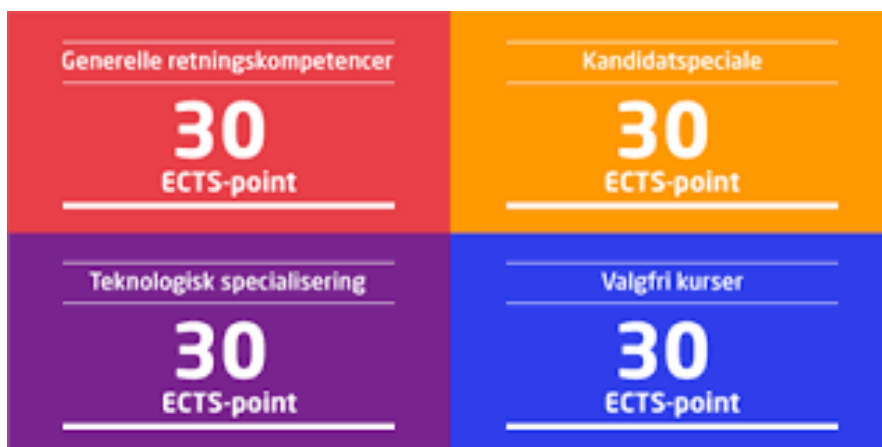 Generelle retningskompetencer
30
ECTS-point
Kandidatspeciale
30
ECTS-point
Teknologisk specialisering
30
ECTS-point
Valgfri kurser
30
ECTS-point